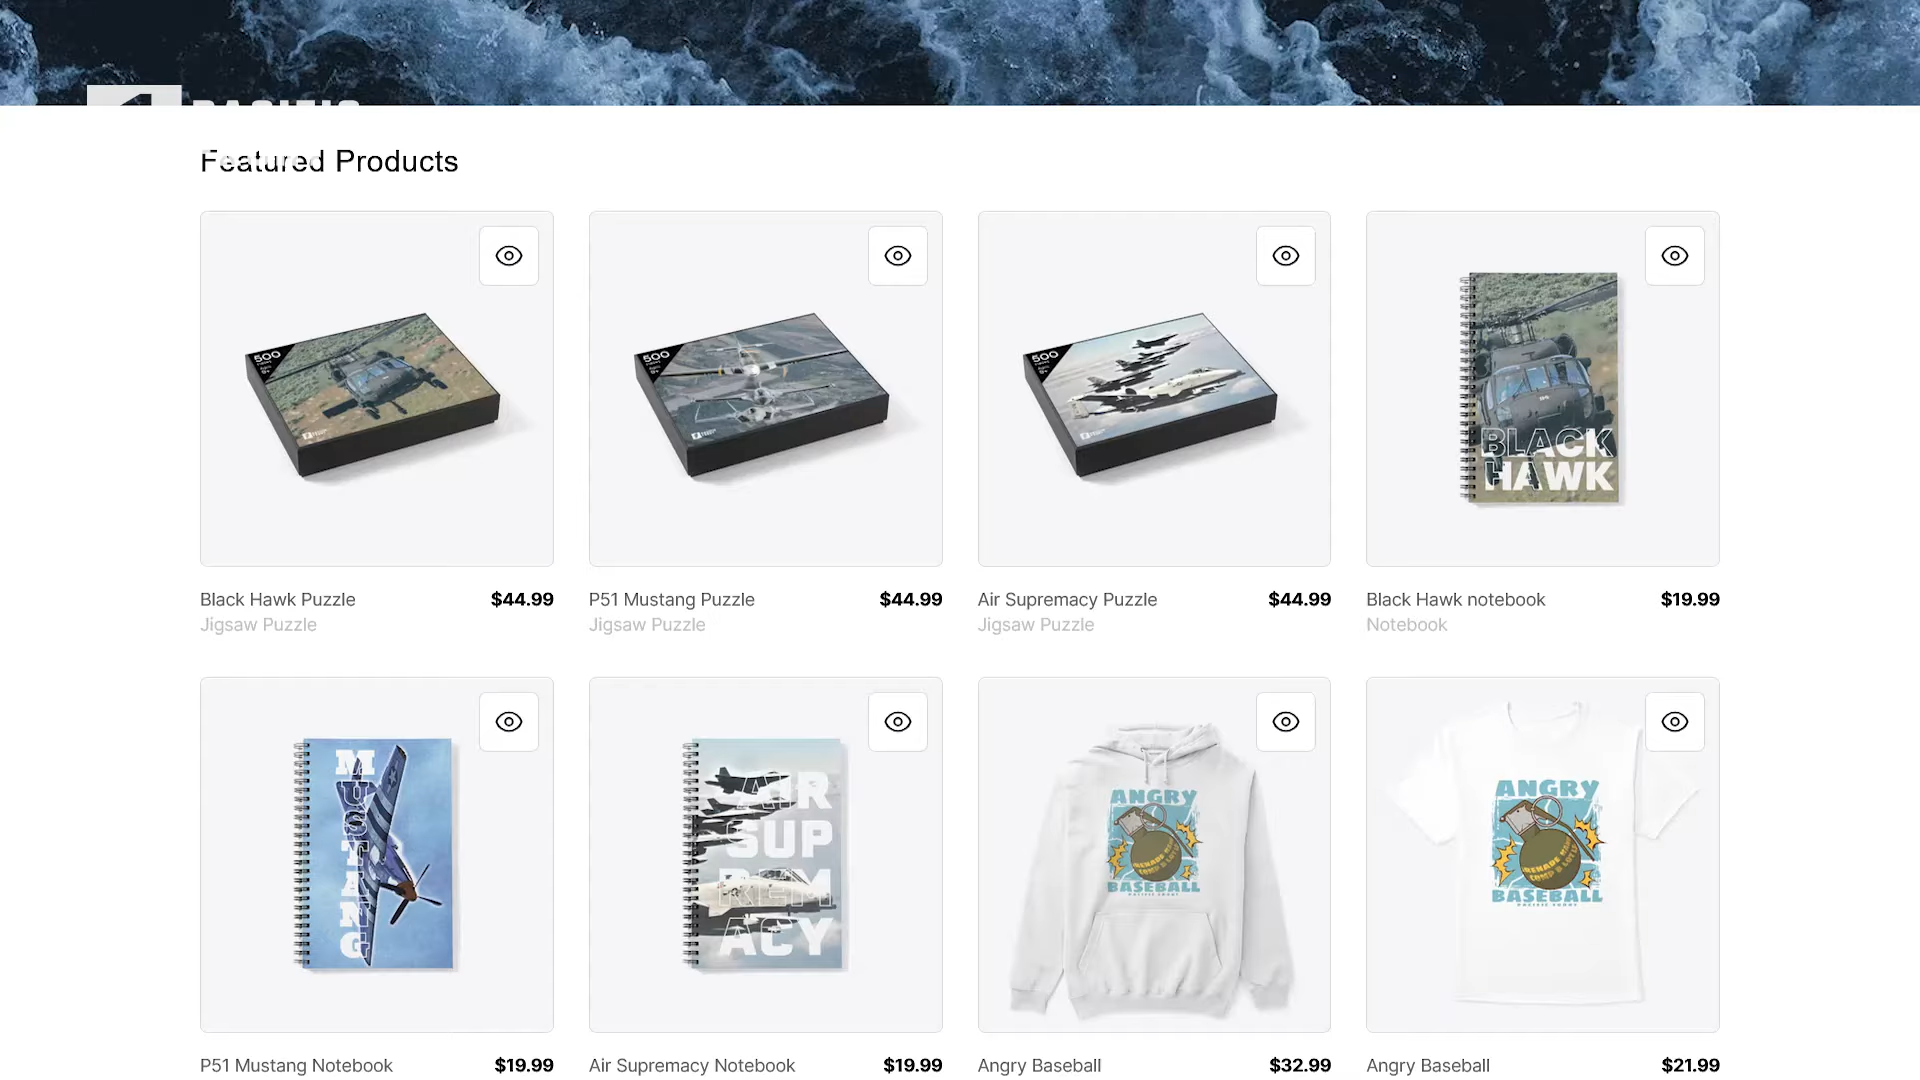 PACIFIC
Featured Products
500
500
500
BLACK
HAWK
Black Hawk Puzzle
$44.99
Jigsaw Puzzle
P51 Mustang Puzzle
$44.99
Jigsaw Puzzle
Air Supremacy Puzzle
$44.99
Jigsaw Puzzle
Black Hawk notebook
$19.99
Notebook
MUSTANG
AIR
SUP
REM
ACY
ANGRY
BASEBALL
ANGRY
BASEBALL
P51 Mustang Notebook
$19.99
Air Supremacy Notebook
$19.99
Angry Baseball
$32.99
Angry Baseball
$21.99